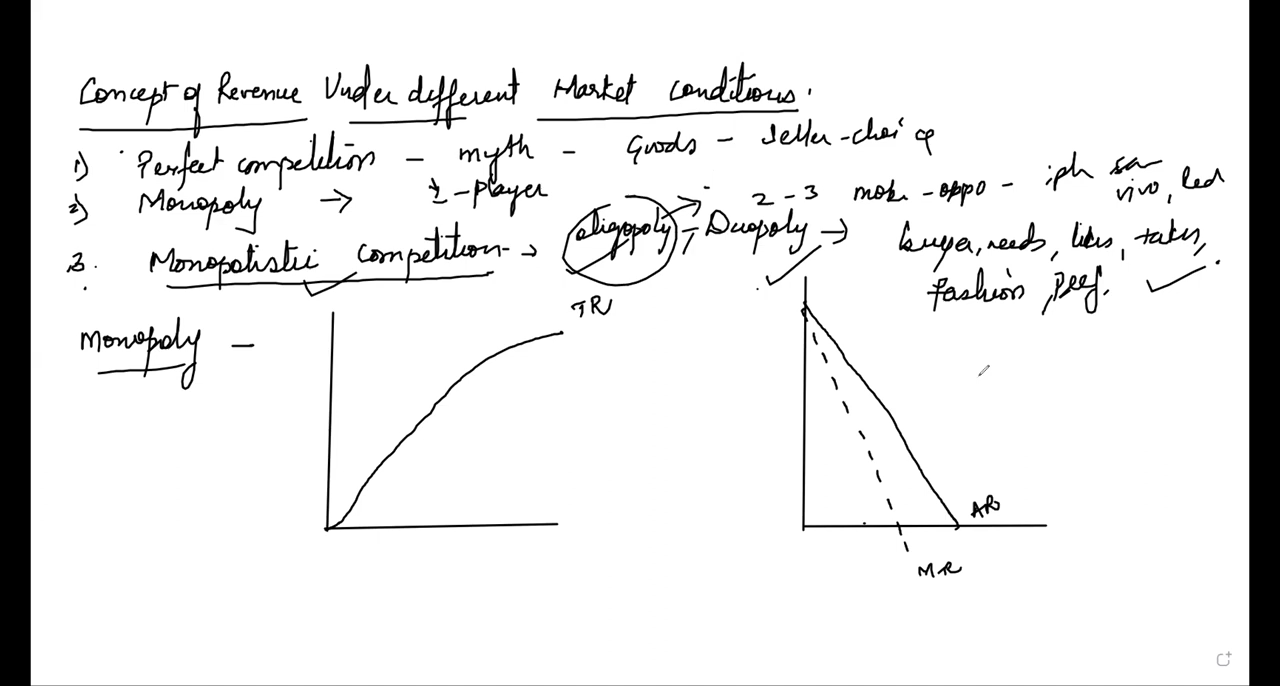 Concept of Revenue Under different Market Conditions.
1) Perfect competition - myth - Goods - Seller-choice
2) Monopoly → 1-player
2 - 3 mob - oppo - iph sam
vivo, Red
3. Monopolistic Competition → oligopoly, Duopoly →
buyer, needs, likes, tates,
fashion, Pref.
Monopoly -
TR
AR
MR